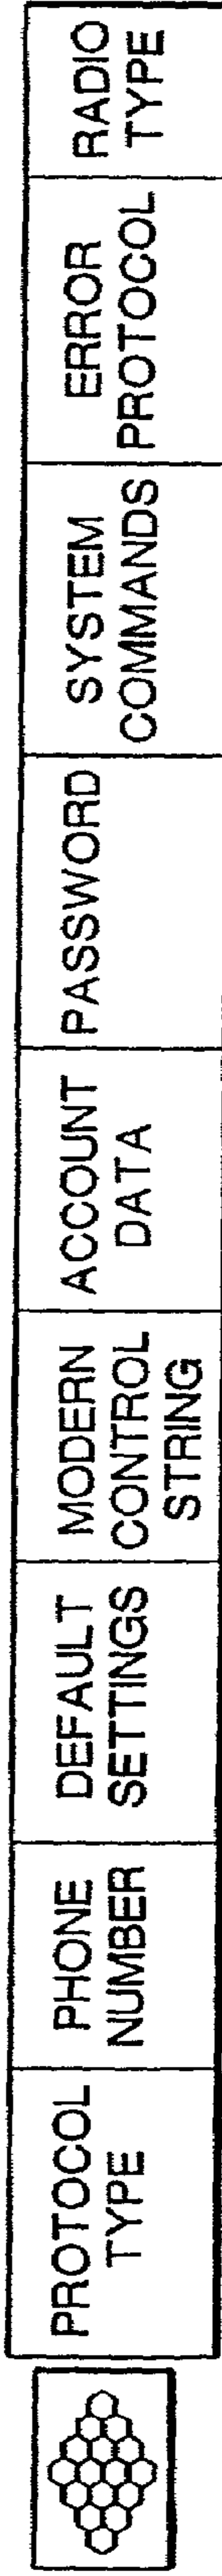 PROTOCOL
TYPE
PHONE
NUMBER
DEFAULT
SETTINGS
MODERN
CONTROL
STRING
ACCOUNT
DATA
PASSWORD
SYSTEM
COMMANDS
ERROR
PROTOCOL
RADIO
TYPE